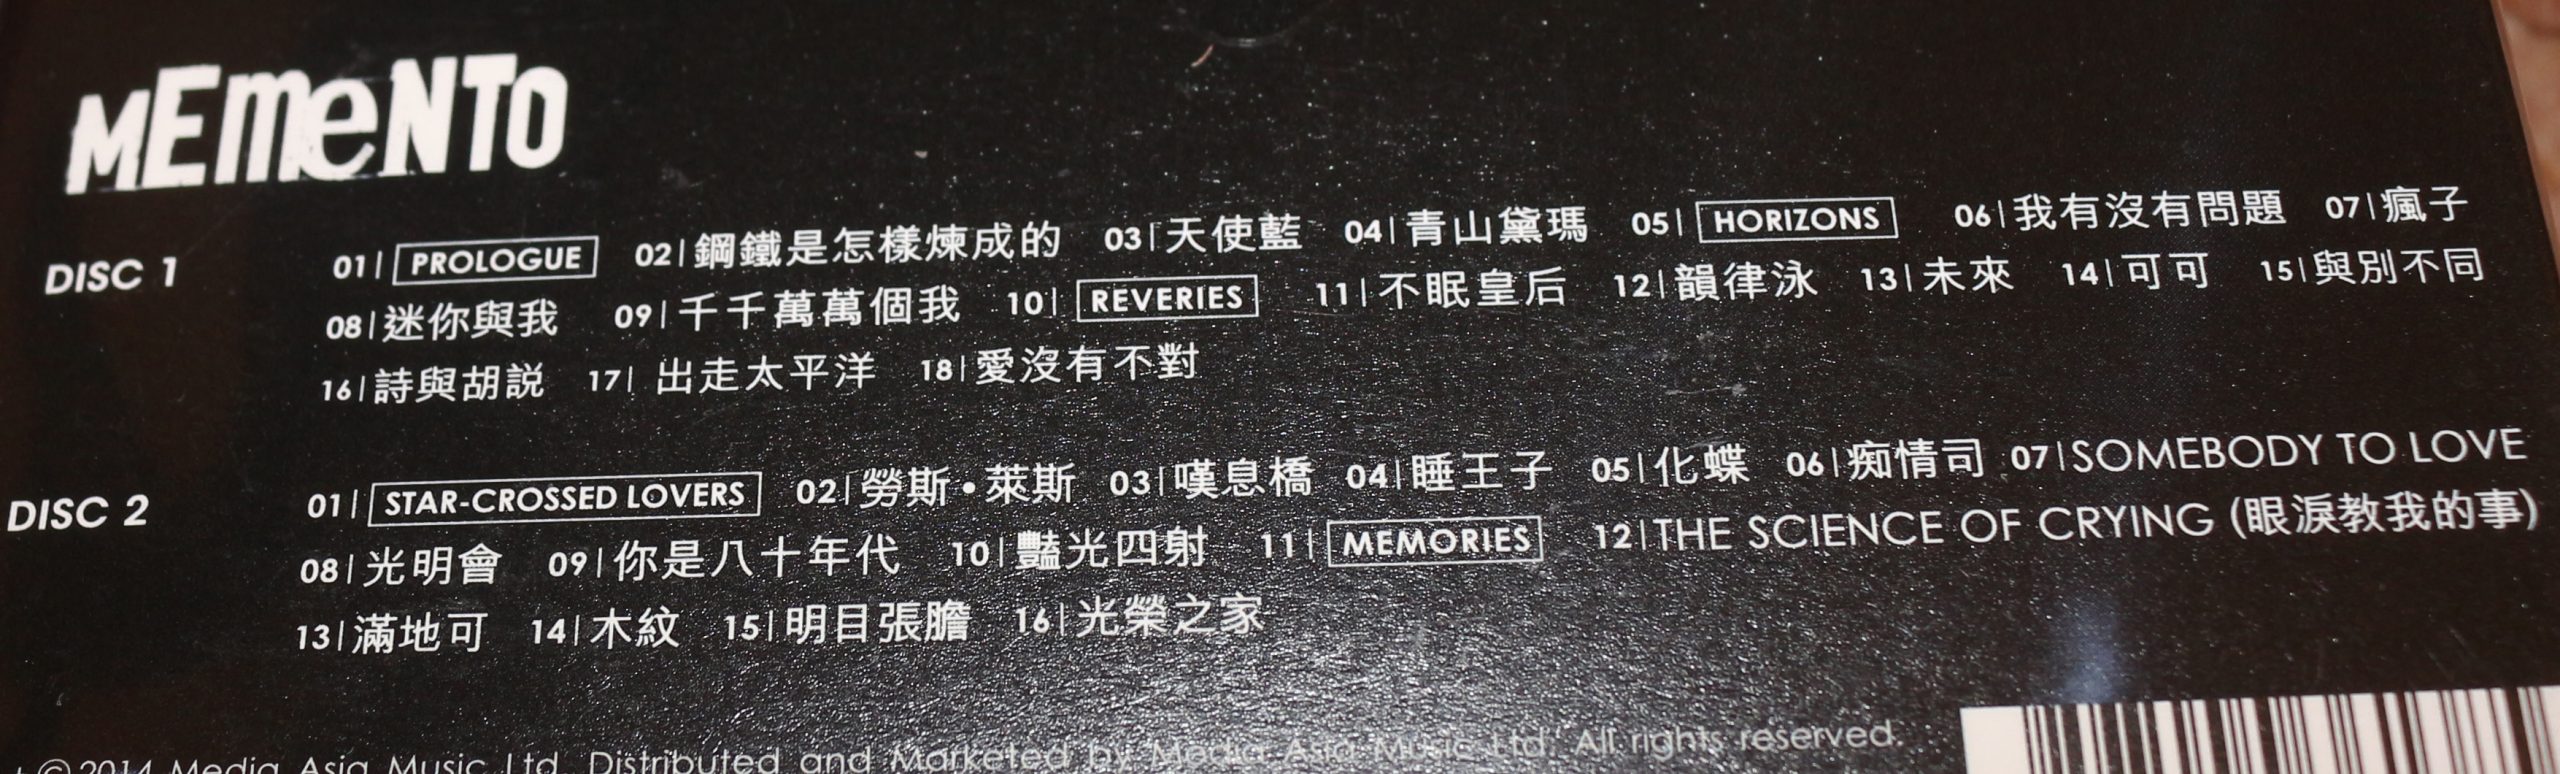 MEmeNTO
DISC 1
01| PROLOGUE 02|鋼鐵是怎樣煉成的 03|天使藍 04|青山黛瑪 05| HORIZONS 06|我有沒有問題 07|瘋子
08|迷你與我 09|千千萬萬個我 10| REVERIES 11|不眠皇后 12|韻律泳 13|未來 14|可可 15|與別不同
16|詩與胡説 17| 出走太平洋 18|愛沒有不對
DISC 2
01| STAR-CROSSED LOVERS 02|勞斯•萊斯 03|嘆息橋 04|睡王子 05|化蝶 06|痴情司 07|SOMEBODY TO LOVE
08|光明會 09|你是八十年代 10|豔光四射 11| MEMORIES 12|THE SCIENCE OF CRYING (眼淚教我的事)
13|滿地可 14|木紋 15|明目張膽 16|光榮之家
© 2014 Media Asia Music Ltd. Distributed and Marketed by Media Asia Music Ltd. All rights reserved.